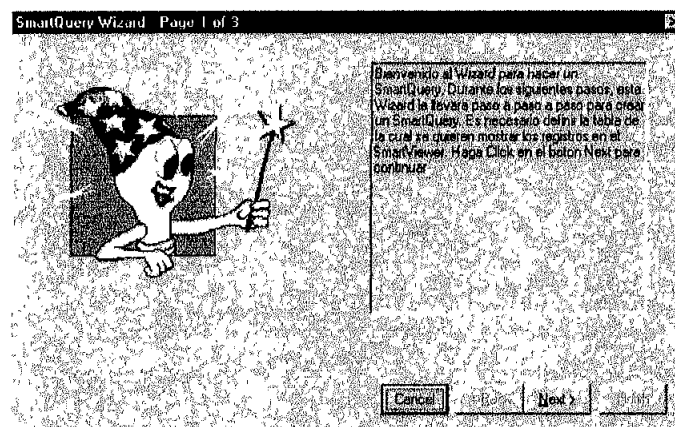 SmartQuery Wizard Page 1 of 3
Bienvenido al Wizard para hacer un
SmartQuery. Durante los siguientes pasos, este
Wizard le llevara paso a paso a paso para crear
un SmartQuery. Es necesario definir la tabla de
la cual se quieren mostrar los registros en el
SmartViewer. Haga Click en el boton Next para
continuar
Cancel Next >